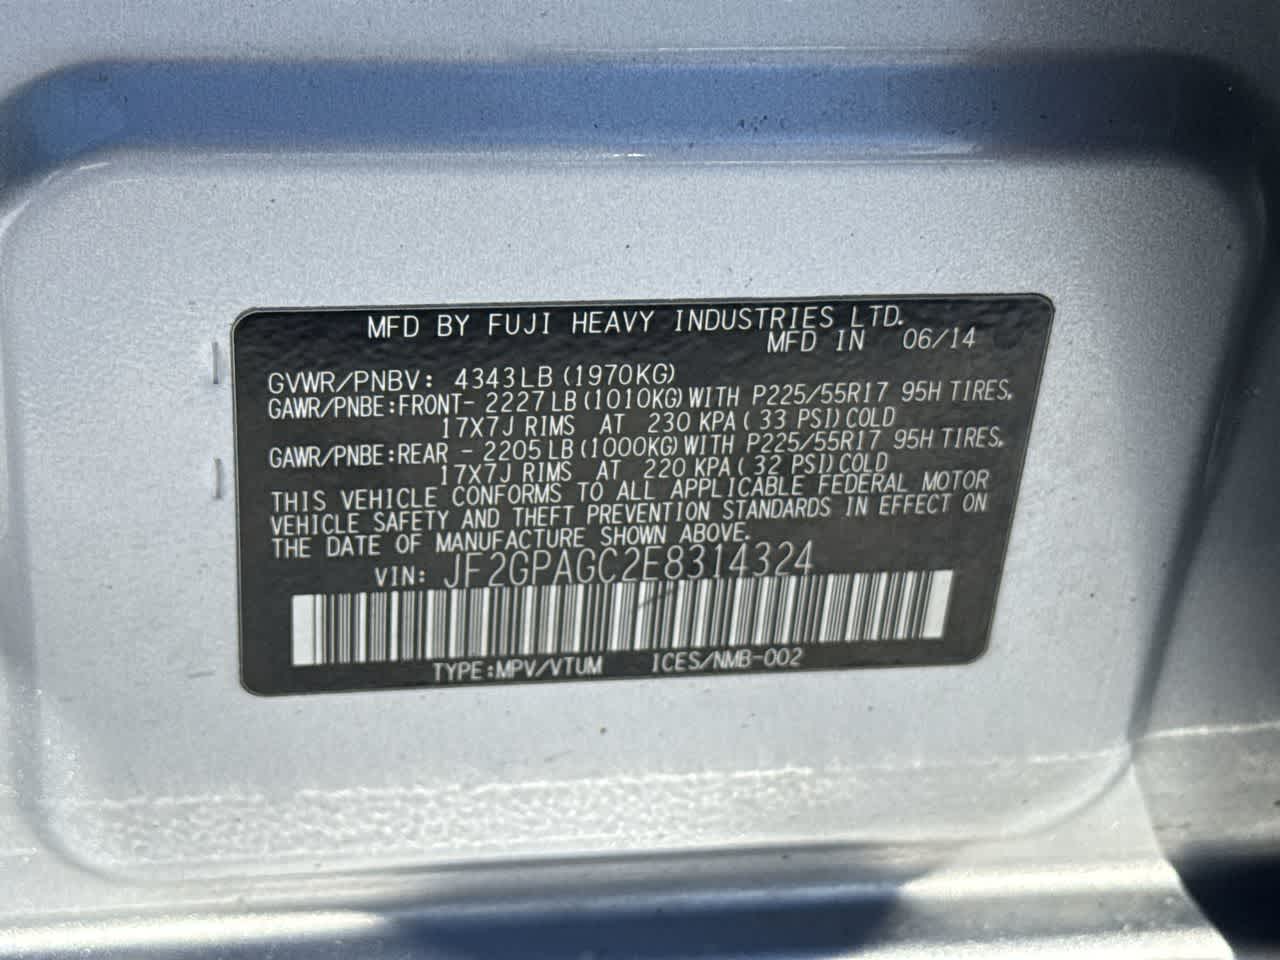 MFD BY FUJI HEAVY INDUSTRIES LTD.
MFD IN 06/14
GVWR/PNBV: 4343LB (1970KG)
GAWR/PNBE:FRONT- 2227LB (1010KG) WITH P225/55R17 95H TIRES,
17X7J RIMS AT 230 KPA (33 PSI) COLD
GAWR/PNBE:REAR - 2205LB (1000KG) WITH P225/55R17 95H TIRES,
17X7J RIMS AT 220 KPA (32 PSI) COLD
THIS VEHICLE CONFORMS TO ALL APPLICABLE FEDERAL MOTOR
VEHICLE SAFETY AND THEFT PREVENTION STANDARDS IN EFFECT ON
THE DATE OF MANUFACTURE SHOWN ABOVE.
VIN: JF2GPAGC2E8314324
TYPE:MPV/VTUM ICES/NMB-002